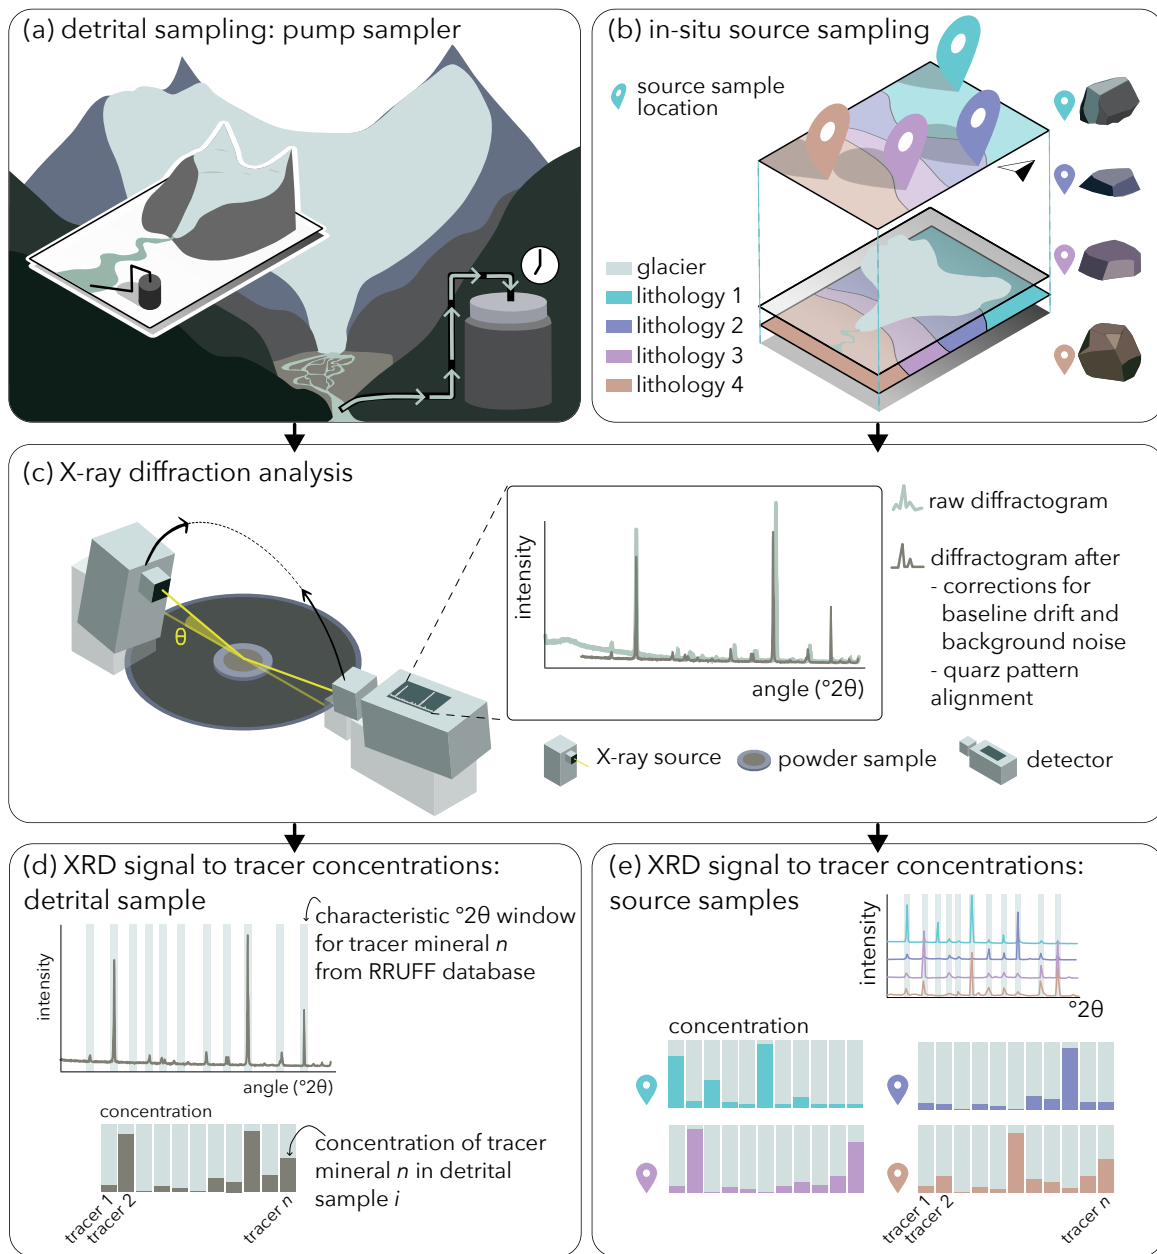 (a) detrital sampling: pump sampler
(b) in-situ source sampling
source sample
location
glacier
lithology 1
lithology 2
lithology 3
lithology 4
(c) X-ray diffraction analysis
θ
intensity
angle (°2θ)
raw diffractogram
diffractogram after
- corrections for
baseline drift and
background noise
- quarz pattern
alignment
X-ray source
powder sample
detector
(d) XRD signal to tracer concentrations:
detrital sample
intensity
angle (°2θ)
characteristic °2θ window
for tracer mineral n
from RRUFF database
concentration
concentration of tracer
mineral n in detrital
sample i
tracer 1
tracer 2
tracer n
(e) XRD signal to tracer concentrations:
source samples
intensity
°2θ
concentration
tracer 1
tracer 2
tracer n